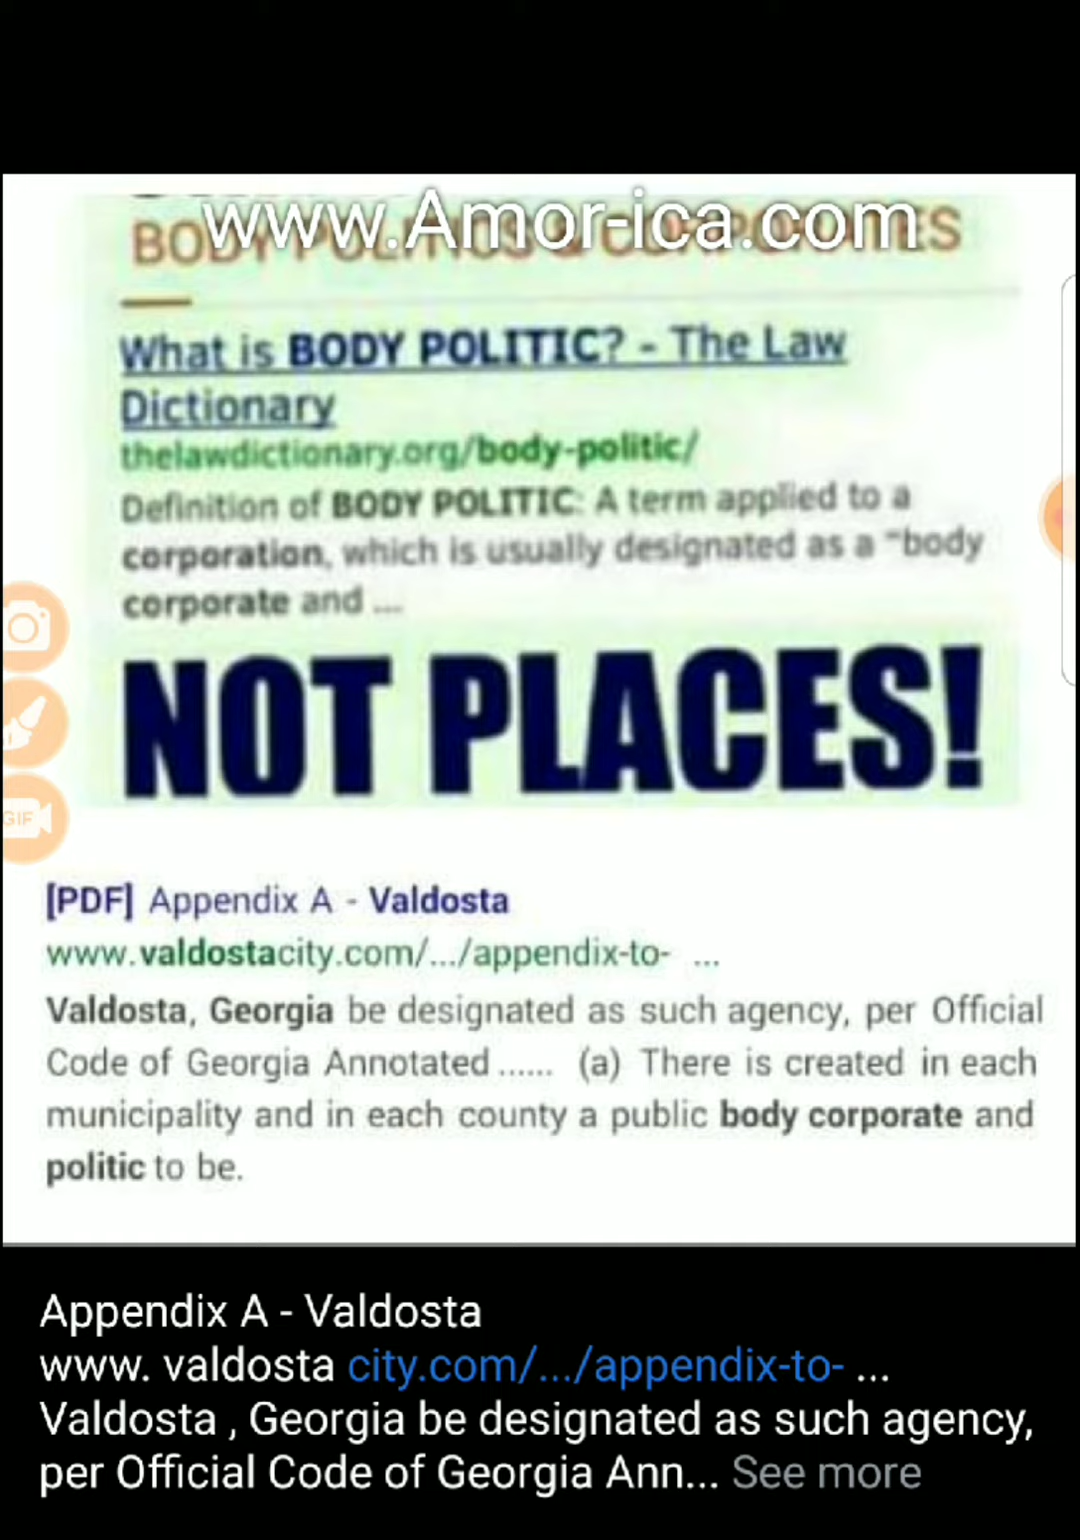 www.Amor-ica.com
BODY POLITICS & CORPORATES
What is BODY POLITIC? - The Law
Dictionary
thelawdictionary.org/body-politic/
Definition of BODY POLITIC: A term applied to a
corporation, which is usually designated as a "body
corporate and ...
NOT PLACES!
GIF
[PDF] Appendix A - Valdosta
www.valdostacity.com/.../appendix-to- ...
Valdosta, Georgia be designated as such agency, per Official
Code of Georgia Annotated ...... (a) There is created in each
municipality and in each county a public body corporate and
politic to be.
Appendix A - Valdosta
www. valdosta city.com/.../appendix-to- ...
Valdosta , Georgia be designated as such agency,
per Official Code of Georgia Ann... See more